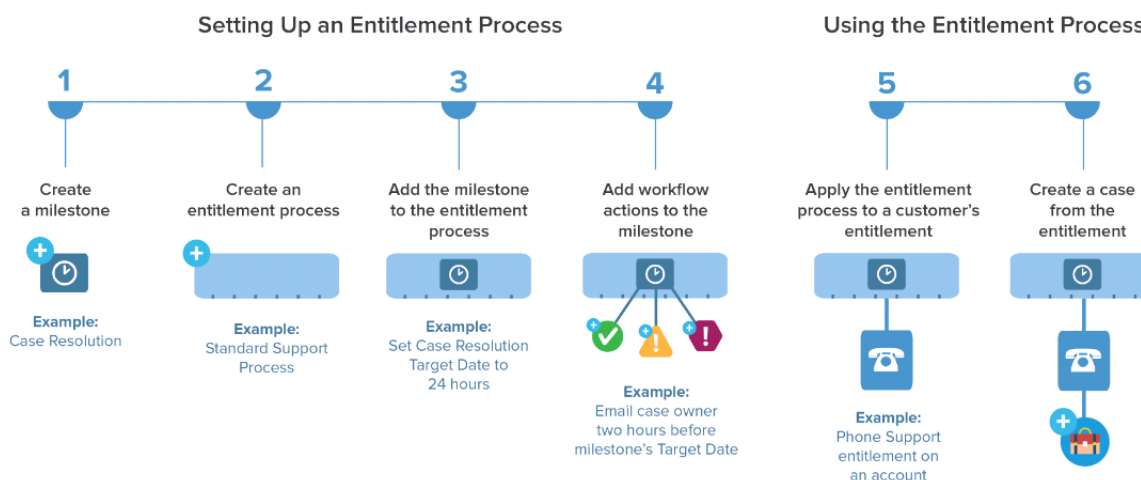 Setting Up an Entitlement Process
Using the Entitlement Process
1
2
3
4
5
6
Create
a milestone
Example:
Case Resolution
Create an
entitlement process
Example:
Standard Support
Process
Add the milestone
to the entitlement
process
Example:
Set Case Resolution
Target Date to
24 hours
Add workflow
actions to the
milestone
Example:
Email case owner
two hours before
milestone's Target Date
Apply the entitlement
process to a customer's
entitlement
Example:
Phone Support
entitlement on
an account
Create a case
from the
entitlement